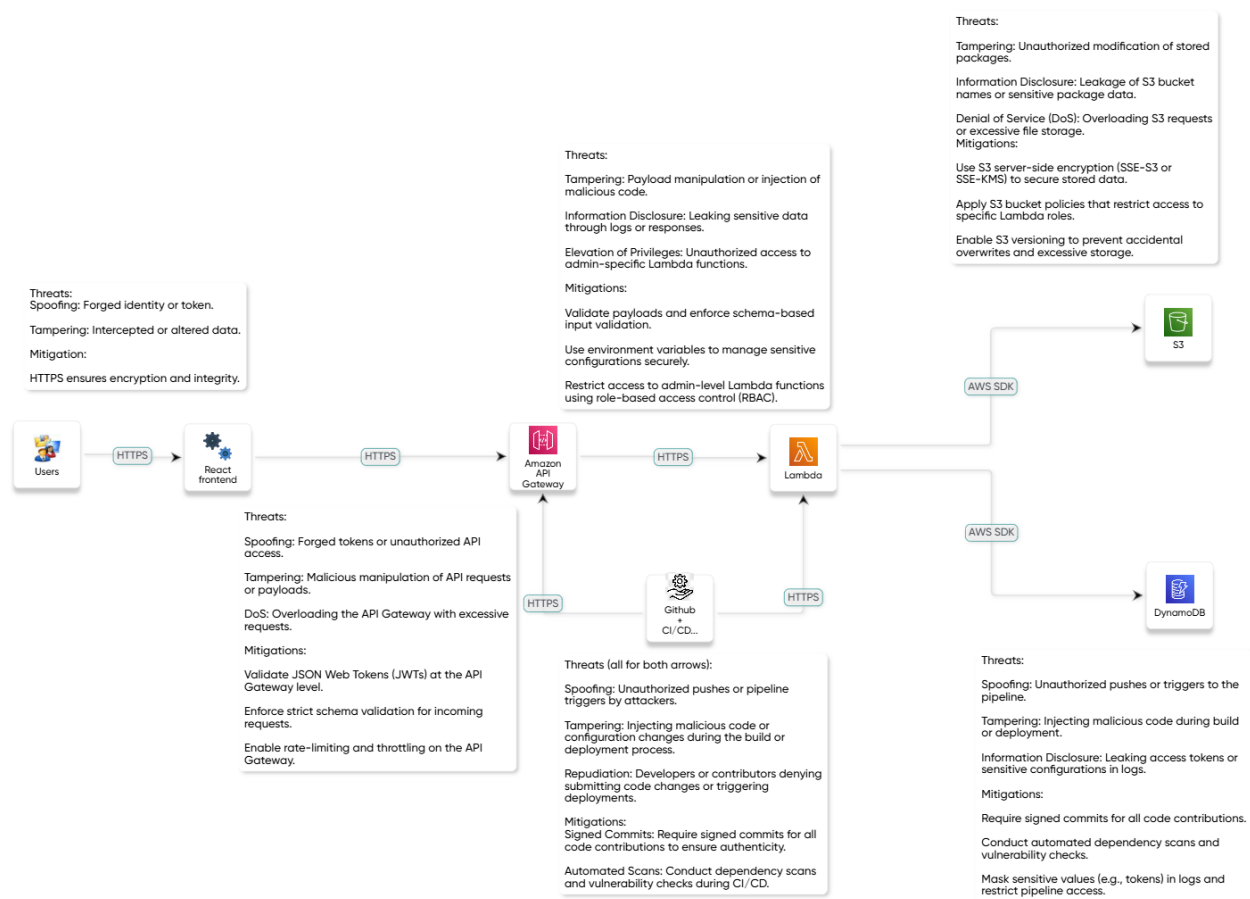 Threats:
Tampering: Unauthorized modification of stored
packages.
Information Disclosure: Leakage of S3 bucket
names or sensitive package data.
Denial of Service (DoS): Overloading S3 requests
or excessive file storage.
Mitigations:
Use S3 server-side encryption (SSE-S3 or
SSE-KMS) to secure stored data.
Apply S3 bucket policies that restrict access to
specific Lambda roles.
Enable S3 versioning to prevent accidental
overwrites and excessive storage.
Threats:
Tampering: Payload manipulation or injection of
malicious code.
Information Disclosure: Leaking sensitive data
through logs or responses.
Elevation of Privileges: Unauthorized access to
admin-specific Lambda functions.
Mitigations:
Validate payloads and enforce schema-based
input validation.
Use environment variables to manage sensitive
configurations securely.
Restrict access to admin-level Lambda functions
using role-based access control (RBAC).
Threats:
Spoofing: Forged identity or token.
Tampering: Intercepted or altered data.
Mitigation:
HTTPS ensures encryption and integrity.
S3
AWS SDK
Users
HTTPS
React
frontend
HTTPS
Amazon
API
Gateway
HTTPS
Lambda
AWS SDK
DynamoDB
Threats:
Spoofing: Forged tokens or unauthorized API
access.
Tampering: Malicious manipulation of API requests
or payloads.
DoS: Overloading the API Gateway with excessive
requests.
Mitigations:
Validate JSON Web Tokens (JWTs) at the API
Gateway level.
Enforce strict schema validation for incoming
requests.
Enable rate-limiting and throttling on the API
Gateway.
HTTPS
Github
+
CI/CD...
HTTPS
Threats (all for both arrows):
Spoofing: Unauthorized pushes or pipeline
triggers by attackers.
Tampering: Injecting malicious code or
configuration changes during the build or
deployment process.
Repudiation: Developers or contributors denying
submitting code changes or triggering
deployments.
Mitigations:
Signed Commits: Require signed commits for all
code contributions to ensure authenticity.
Automated Scans: Conduct dependency scans
and vulnerability checks during CI/CD.
Threats:
Spoofing: Unauthorized pushes or triggers to the
pipeline.
Tampering: Injecting malicious code during build
or deployment.
Information Disclosure: Leaking access tokens or
sensitive configurations in logs.
Mitigations:
Require signed commits for all code contributions.
Conduct automated dependency scans and
vulnerability checks.
Mask sensitive values (e.g., tokens) in logs and
restrict pipeline access.